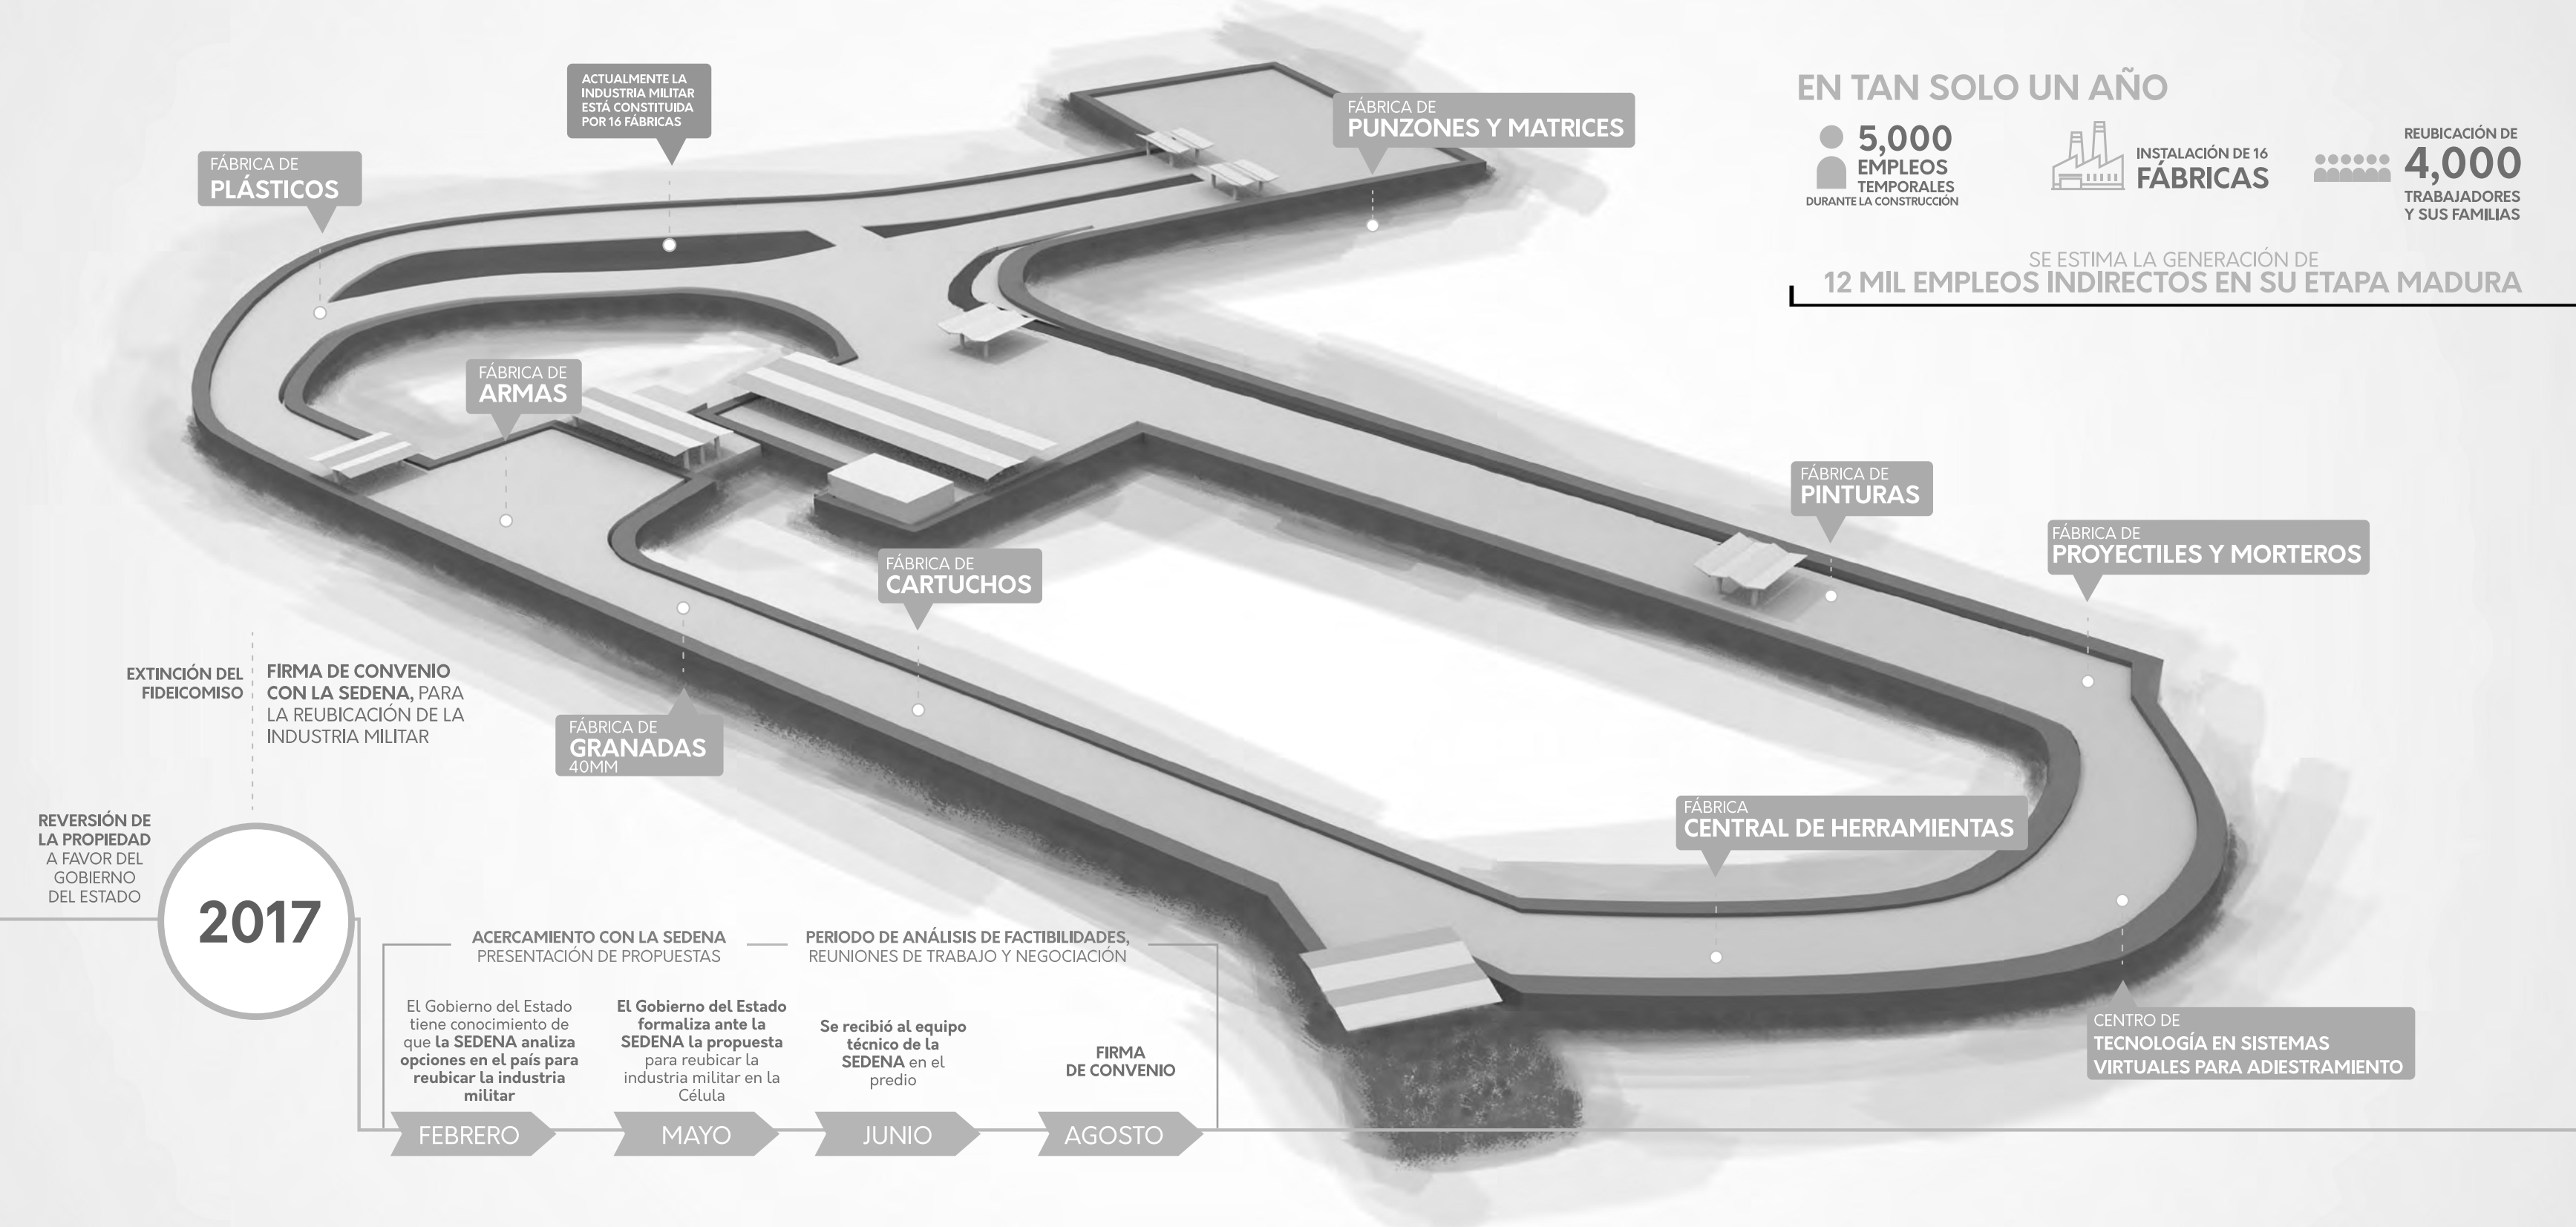 ACTUALMENTE LA
INDUSTRIA MILITAR
ESTÁ CONSTITUIDA
POR 16 FÁBRICAS
FÁBRICA DE
PLÁSTICOS
FÁBRICA DE
PUNZONES Y MATRICES
EN TAN SOLO UN AÑO
5,000
EMPLEOS
TEMPORALES
DURANTE LA CONSTRUCCIÓN
INSTALACIÓN DE 16
FÁBRICAS
REUBICACIÓN DE
4,000
TRABAJADORES
Y SUS FAMILIAS
SE ESTIMA LA GENERACIÓN DE
12 MIL EMPLEOS INDIRECTOS EN SU ETAPA MADURA
FÁBRICA DE
ARMAS
FÁBRICA DE
PINTURAS
FÁBRICA DE
PROYECTILES Y MORTEROS
FÁBRICA DE
CARTUCHOS
FÁBRICA DE
GRANADAS
40MM
FÁBRICA
CENTRAL DE HERRAMIENTAS
CENTRO DE
TECNOLOGÍA EN SISTEMAS
VIRTUALES PARA ADIESTRAMIENTO
EXTINCIÓN DEL
FIDEICOMISO
FIRMA DE CONVENIO
CON LA SEDENA, PARA
LA REUBICACIÓN DE LA
INDUSTRIA MILITAR
REVERSIÓN DE
LA PROPIEDAD
A FAVOR DEL
GOBIERNO
DEL ESTADO
2017
ACERCAMIENTO CON LA SEDENA
PRESENTACIÓN DE PROPUESTAS
PERIODO DE ANÁLISIS DE FACTIBILIDADES,
REUNIONES DE TRABAJO Y NEGOCIACIÓN
El Gobierno del Estado
tiene conocimiento de
que la SEDENA analiza
opciones en el país para
reubicar la industria
militar
El Gobierno del Estado
formaliza ante la
SEDENA la propuesta
para reubicar la
industria militar en la
Célula
Se recibió al equipo
técnico de la
SEDENA en el
predio
FIRMA
DE CONVENIO
FEBRERO
MAYO
JUNIO
AGOSTO